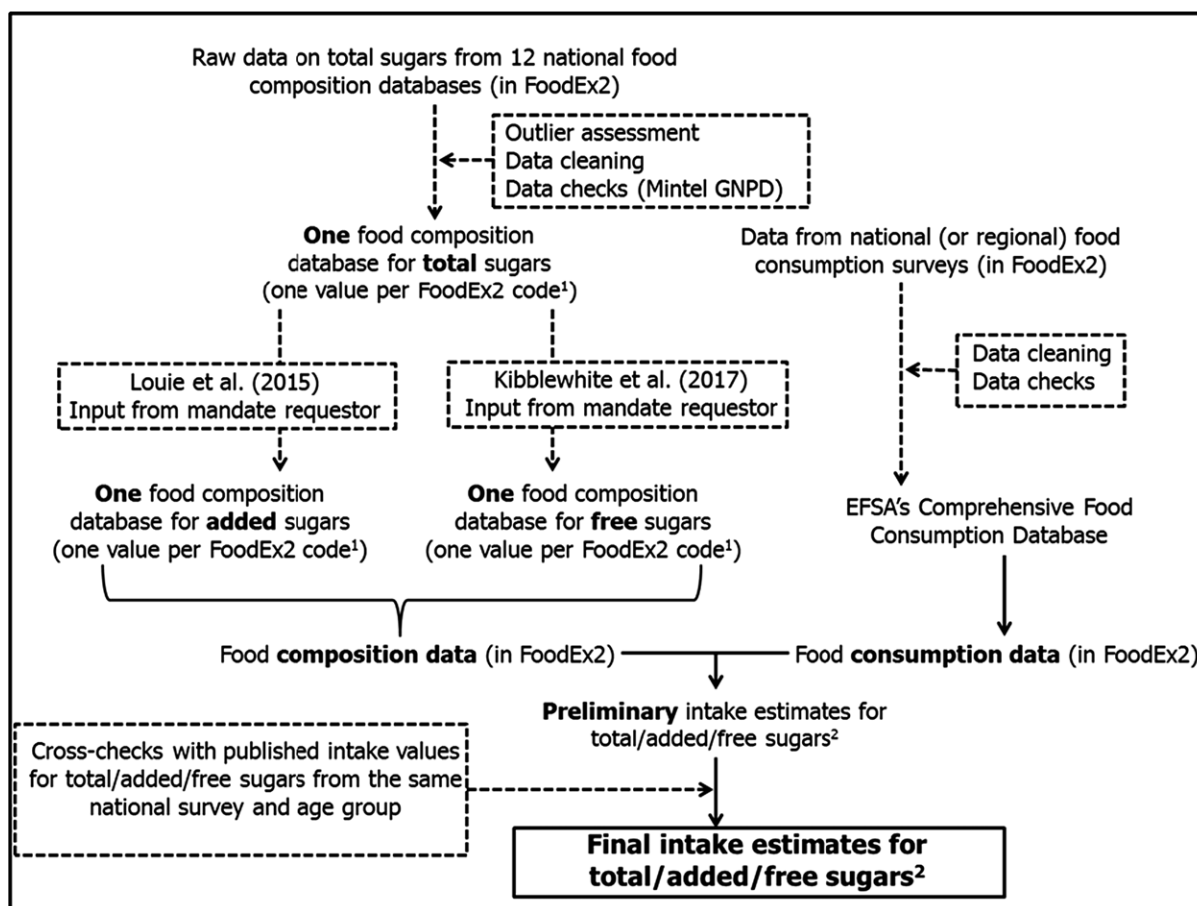 Raw data on total sugars from 12 national food
composition databases (in FoodEx2)
Outlier assessment
Data cleaning
Data checks (Mintel GNPD)
One food composition
database for total sugars
(one value per FoodEx2 code¹)
Data from national (or regional) food
consumption surveys (in FoodEx2)
Data cleaning
Data checks
Louie et al. (2015)
Input from mandate requestor
Kibblewhite et al. (2017)
Input from mandate requestor
One food composition
database for added sugars
(one value per FoodEx2 code¹)
One food composition
database for free sugars
(one value per FoodEx2 code¹)
EFSA's Comprehensive Food
Consumption Database
Food composition data (in FoodEx2)
Food consumption data (in FoodEx2)
Preliminary intake estimates for
total/added/free sugars²
Cross-checks with published intake values
for total/added/free sugars from the same
national survey and age group
Final intake estimates for
total/added/free sugars²